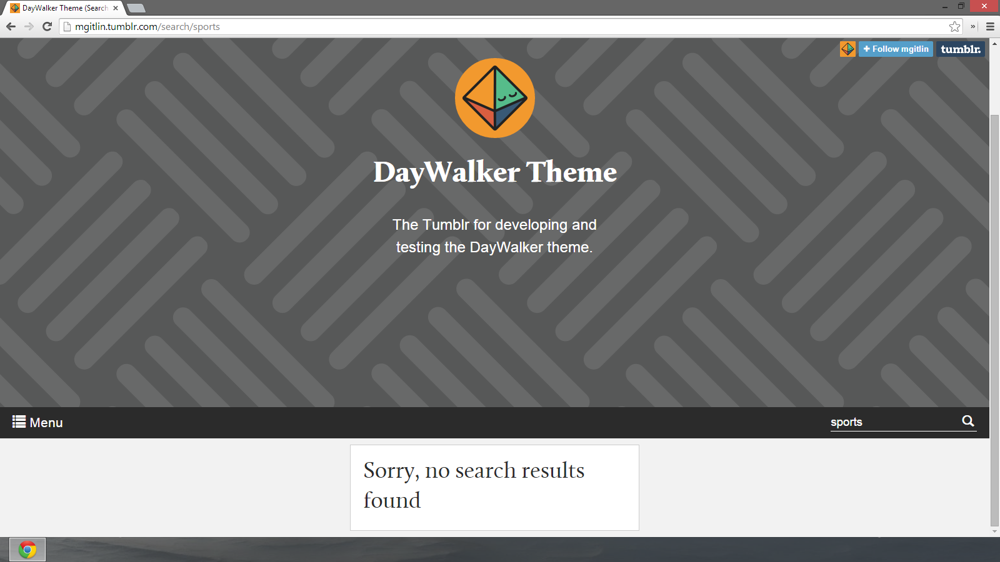 DayWalker Theme (Search
mgitlin.tumblr.com/search/sports
Follow mgitlin
tumblr.
DayWalker Theme
The Tumblr for developing and
testing the DayWalker theme.
Menu
sports
Sorry, no search results
found